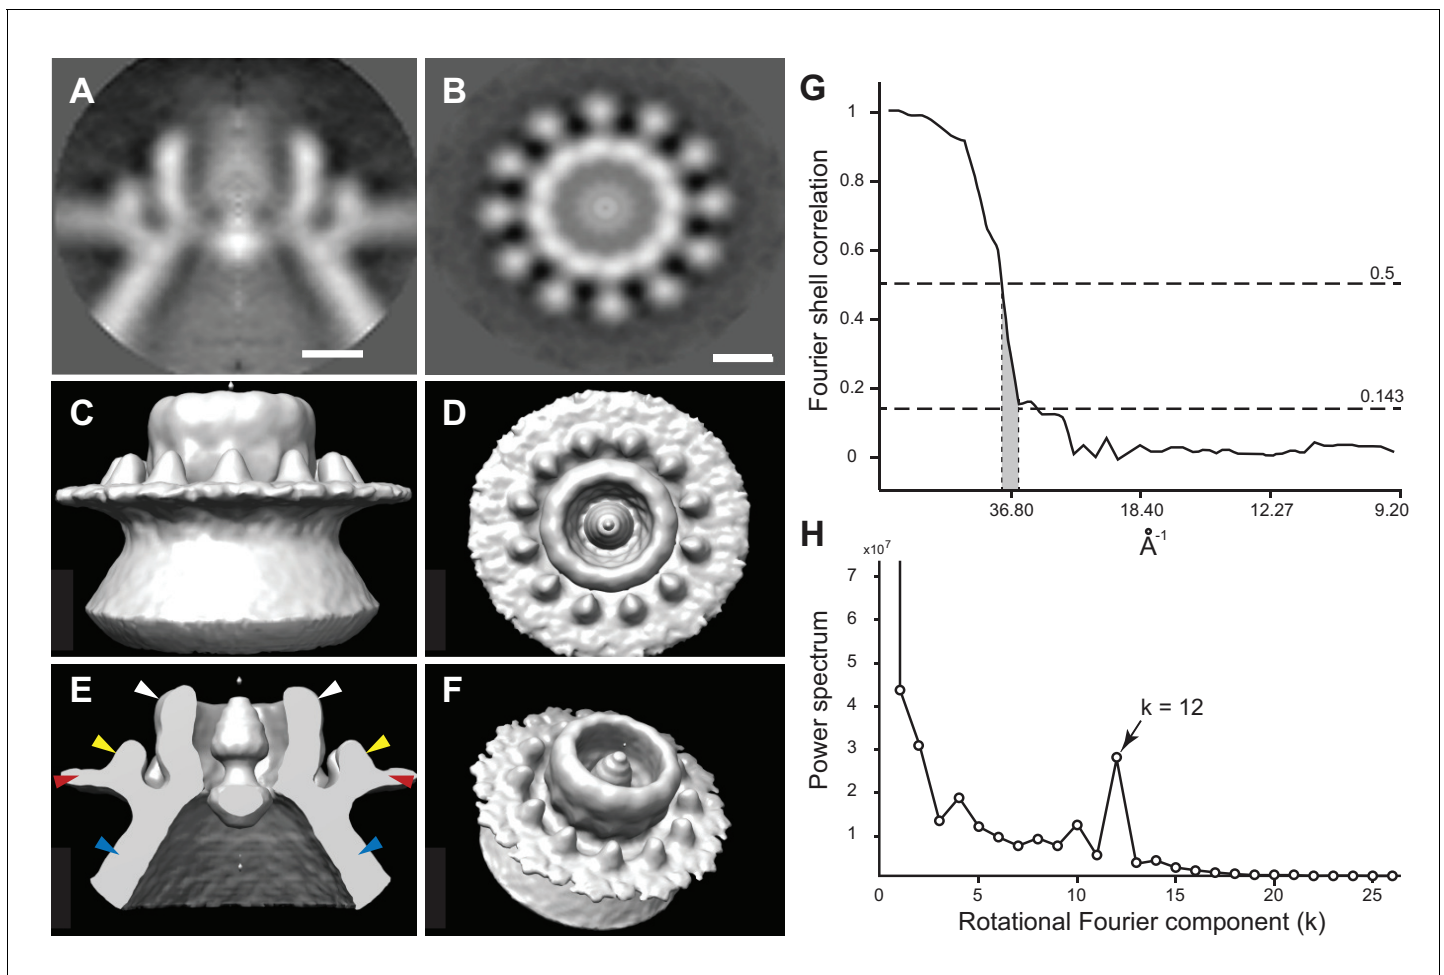 A
B
C
D
E
F
G
Fourier shell correlation
1
0.8
0.6
0.4
0.2
0
0.5
0.143
36.80
18.40
12.27
9.20
Å-1
H
x10^7
Power spectrum
7
6
5
4
3
2
1
k = 12
0
5
10
15
20
25
Rotational Fourier component (k)